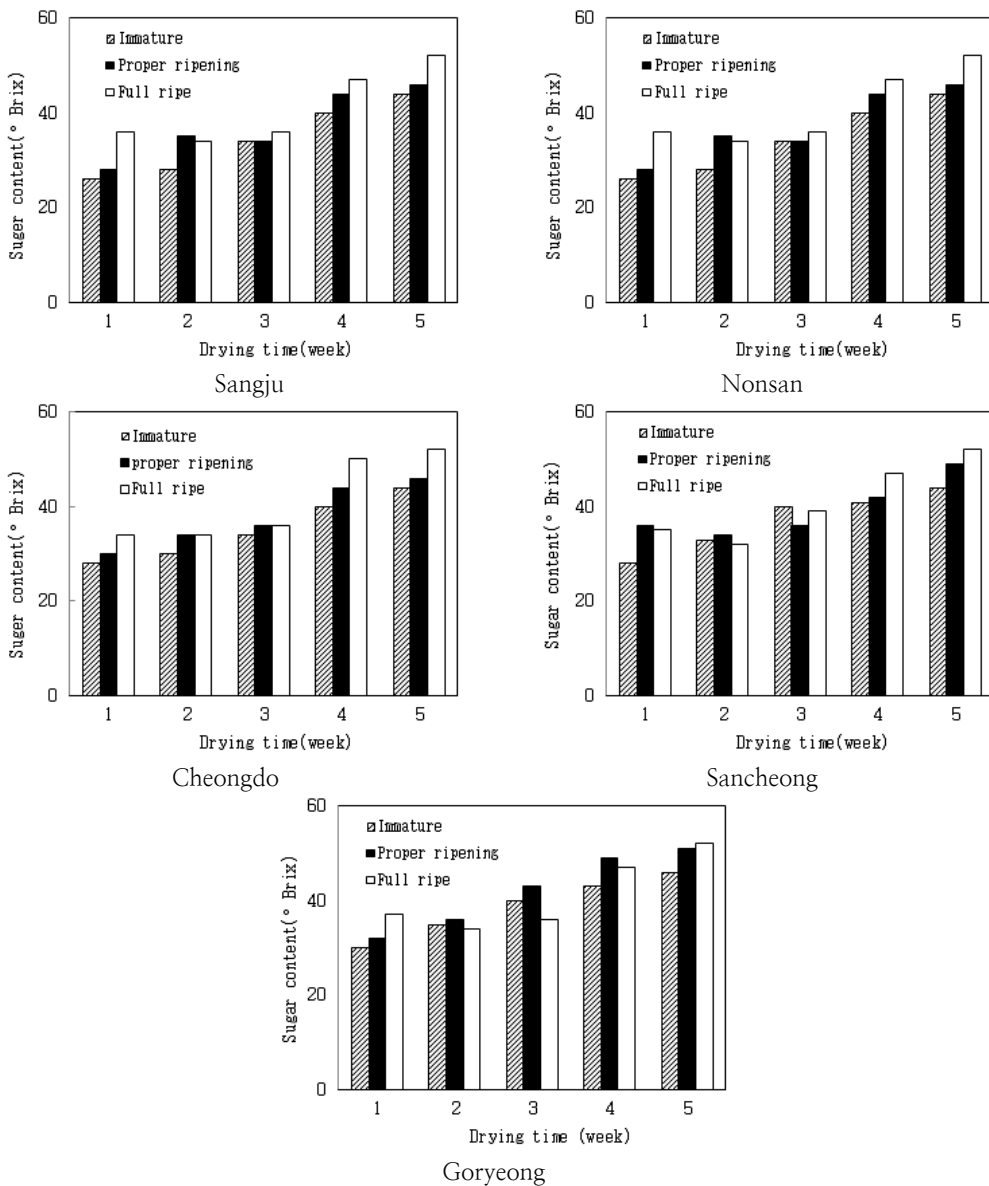 60
Immature
Proper ripening
Full ripe
40
20
0
Suger content(° Brix)
1 2 3 4 5
Drying time(week)
Sangju
60
Immature
Proper ripening
Full ripe
40
20
0
Suger content(° Brix)
1 2 3 4 5
Drying time(week)
Nonsan
60
Immature
proper ripening
Full ripe
40
20
0
Suger content(° Brix)
1 2 3 4 5
Drying time(week)
Cheongdo
60
Immature
Proper ripening
Full ripe
40
20
0
Sugar content(° Brix)
1 2 3 4 5
Drying time(week)
Sancheong
60
Immature
Proper ripening
Full ripe
40
20
0
Sugar content(° Brix)
1 2 3 4 5
Drying time (week)
Goryeong